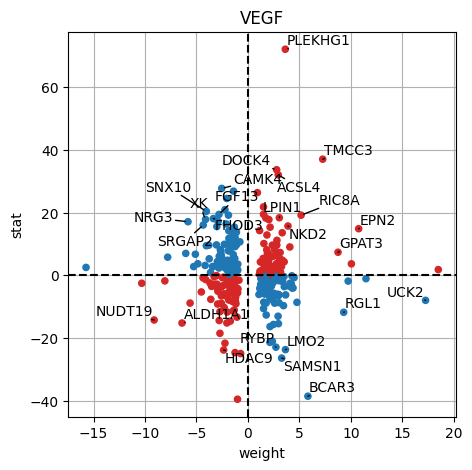 VEGF
PLEKHG1
TMCC3
DOCK4
CAMK4
ACSL4
SNX10
FGF13
XK
LPIN1
RIC8A
NRG3
FHOD3
EPN2
NKD2
SRGAP2
GPAT3
UCK2
NUDT19
ALDH1A1
RGL1
RYBP
LMO2
HDAC9
SAMSN1
BCAR3
stat
60
40
20
0
−20
−40
−15
−10
−5
0
5
10
15
20
weight